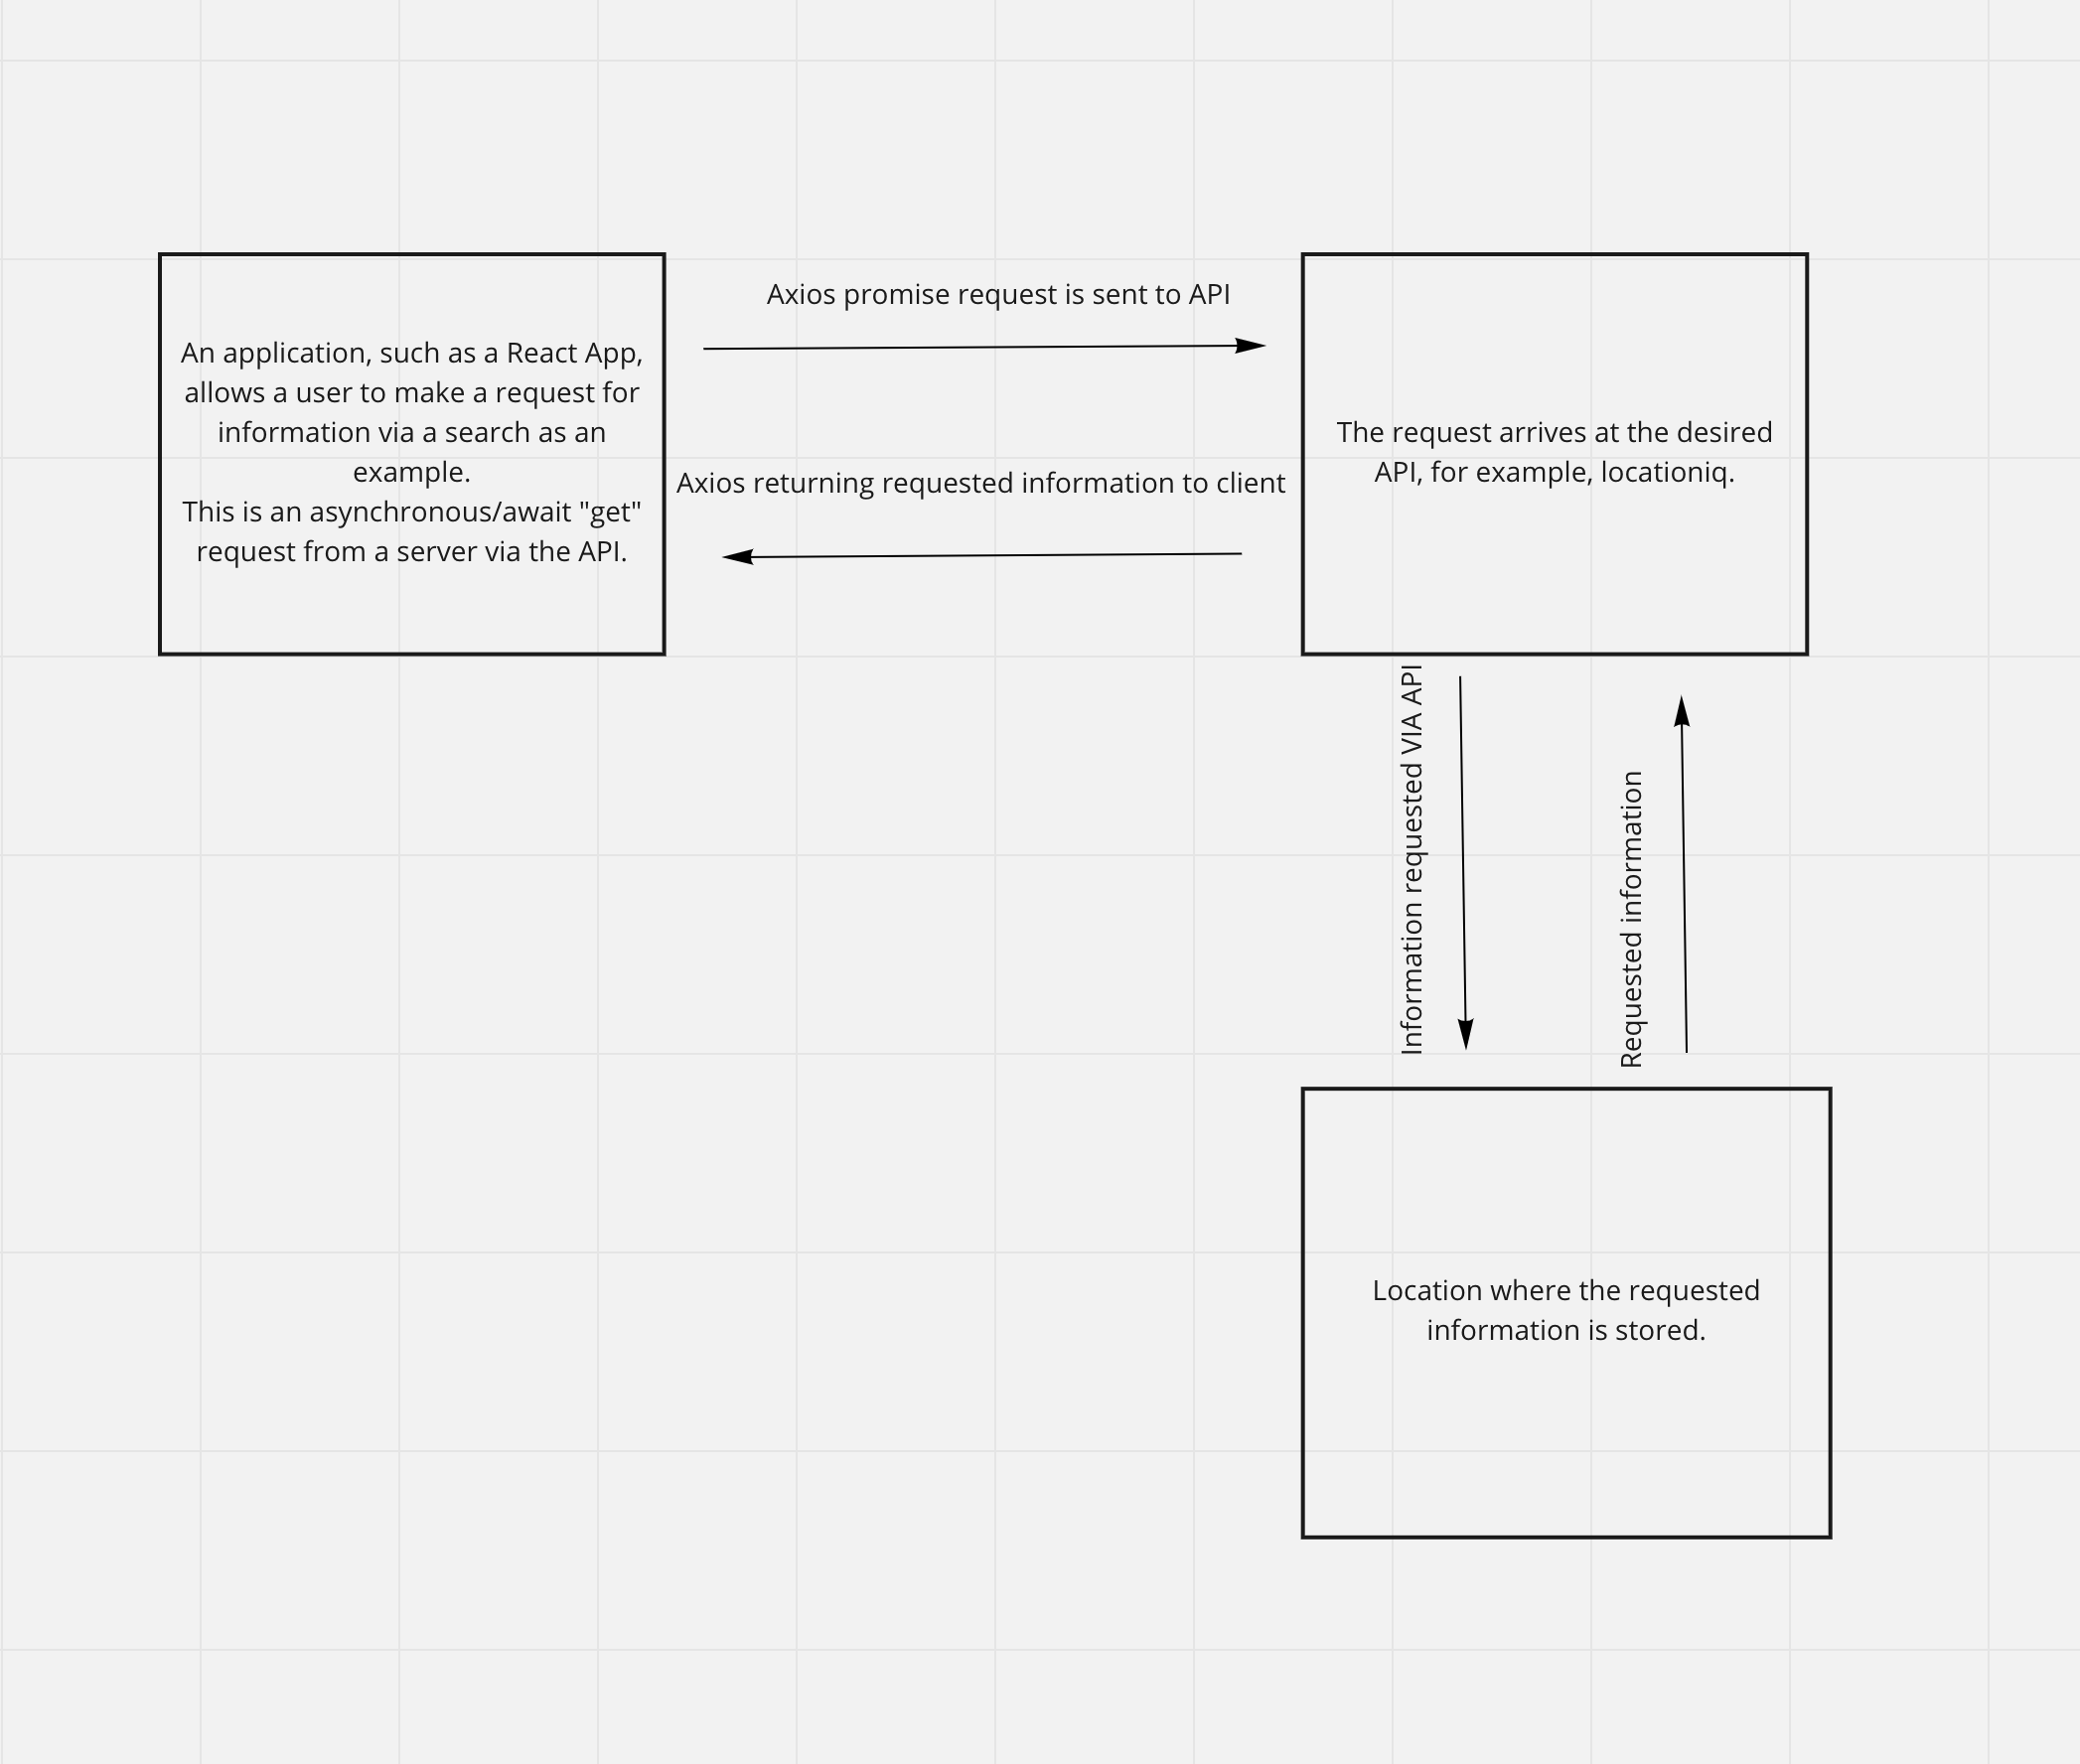 An application, such as a React App,
allows a user to make a request for
information via a search as an
example.
This is an asynchronous/await "get"
request from a server via the API.
Axios promise request is sent to API
Axios returning requested information to client
The request arrives at the desired
API, for example, locationiq.
Information requested VIA API
Requested information
Location where the requested
information is stored.